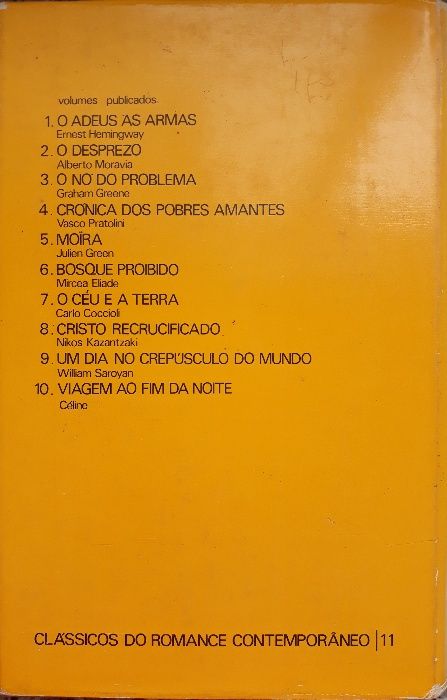 volumes publicados
1. O ADEUS ÀS ARMAS
Ernest Hemingway
2. O DESPREZO
Alberto Moravia
3. O NÓ DO PROBLEMA
Graham Greene
4. CRÓNICA DOS POBRES AMANTES
Vasco Pratolini
5. MOÏRA
Julien Green
6. BOSQUE PROIBIDO
Mircea Eliade
7. O CÉU E A TERRA
Carlo Coccioli
8. CRISTO RECRUCIFICADO
Nikos Kazantzaki
9. UM DIA NO CREPÚSCULO DO MUNDO
William Saroyan
10. VIAGEM AO FIM DA NOITE
Céline
CLÁSSICOS DO ROMANCE CONTEMPORÂNEO | 11